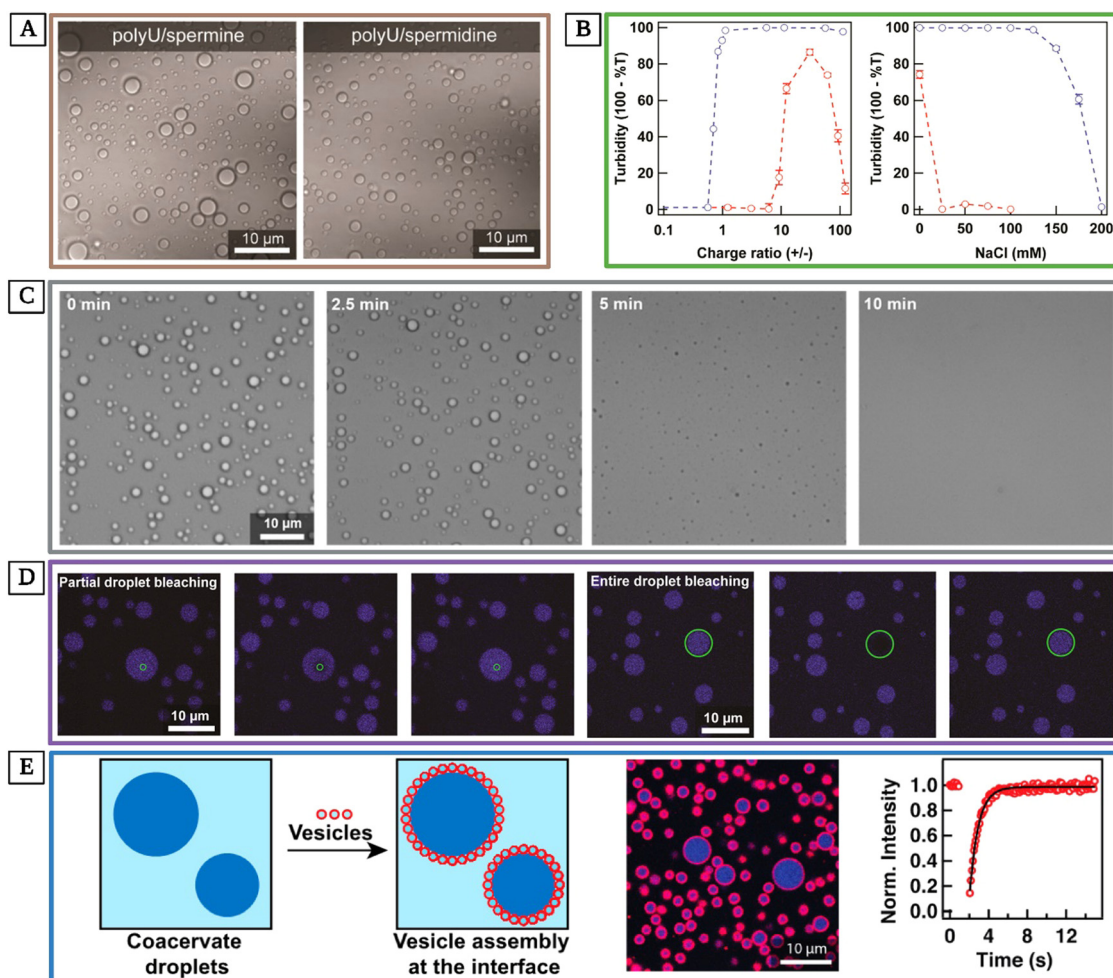 A
polyU/spermine
10 µm
polyU/spermidine
10 µm
B
Turbidity (100 - %T)
100
80
60
40
20
0
0.1
1
10
100
Charge ratio (+/-)
Turbidity (100 - %T)
100
80
60
40
20
0
0
50
100
150
200
NaCl (mM)
C
0 min
10 µm
2.5 min
5 min
10 min
D
Partial droplet bleaching
10 µm
Entire droplet bleaching
10 µm
E
Coacervate
droplets
Vesicles
Vesicle assembly
at the interface
10 µm
Norm. Intensity
1.0
0.8
0.6
0.4
0.2
0.0
0
4
8
12
Time (s)